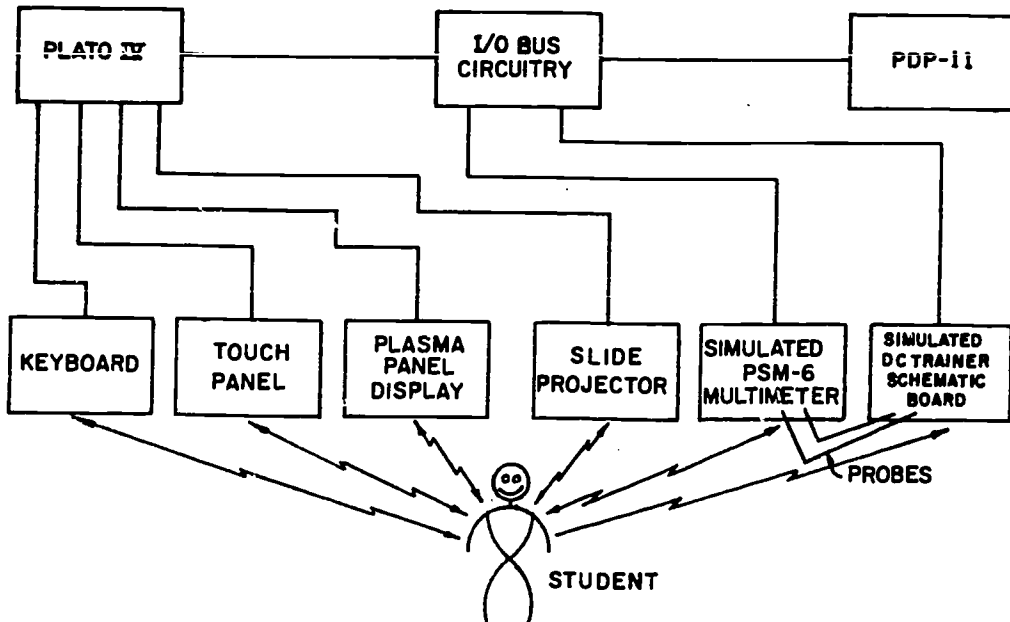 PLATO IV
I/O BUS
CIRCUITRY
PDP-11
KEYBOARD
TOUCH
PANEL
PLASMA
PANEL
DISPLAY
SLIDE
PROJECTOR
SIMULATED
PSM-6
MULTIMETER
SIMULATED
DC TRAINER
SCHEMATIC
BOARD
PROBES
STUDENT